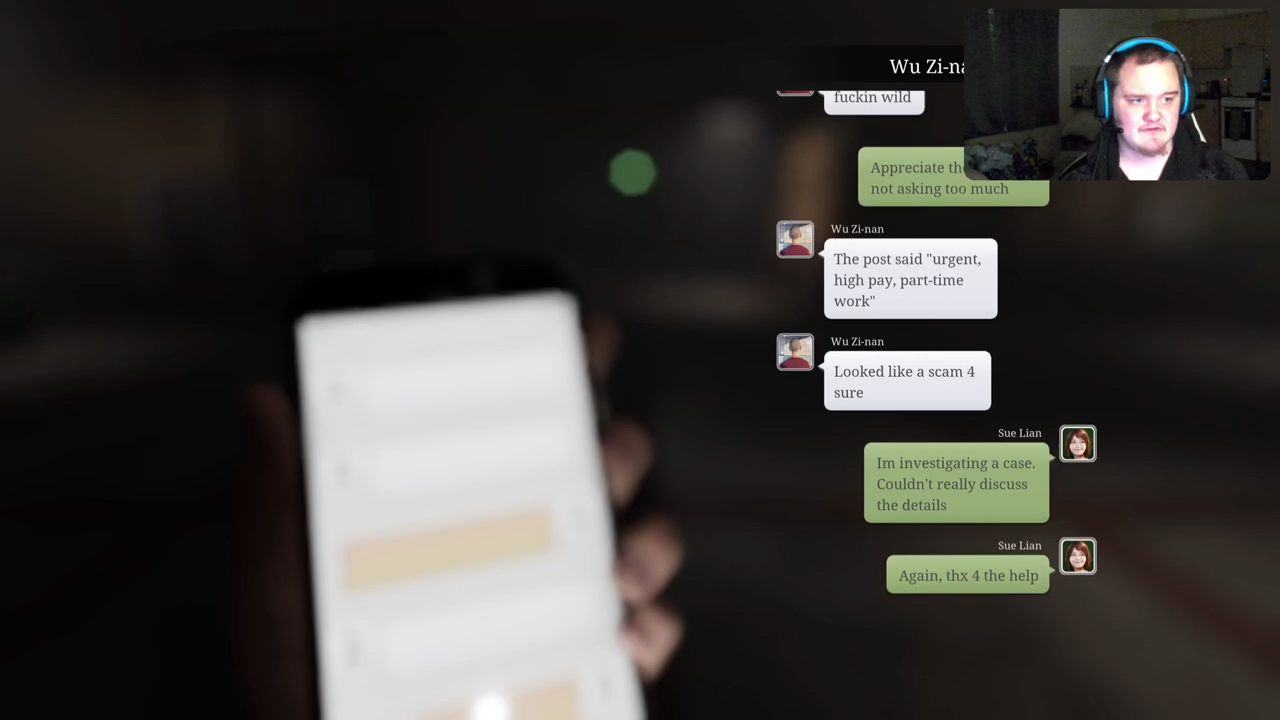 Wu Zi-na
fuckin wild
Appreciate the
not asking too much
Wu Zi-nan
The post said "urgent,
high pay, part-time
work"
Wu Zi-nan
Looked like a scam 4
sure
Sue Lian
Im investigating a case.
Couldn't really discuss
the details
Sue Lian
Again, thx 4 the help